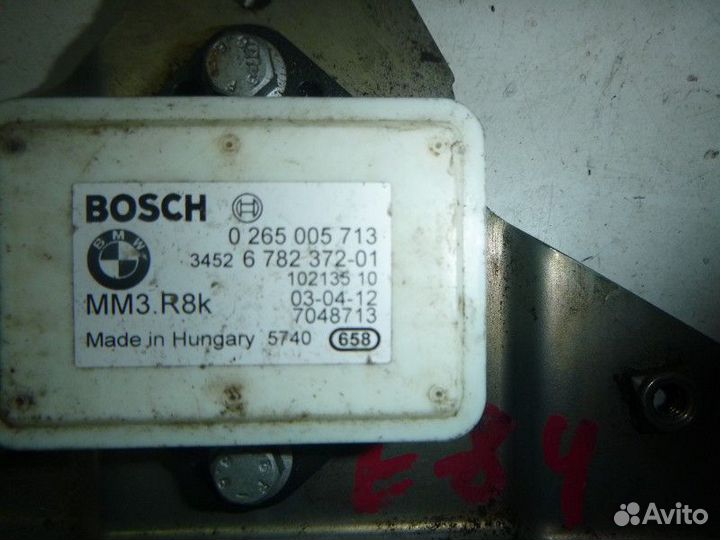 BOSCH
BMW
0 265 005 713
3452 6 782 372-01
102135 10
MM3.R8k 03-04-12
7048713
Made in Hungary 5740 658
E84
Avito